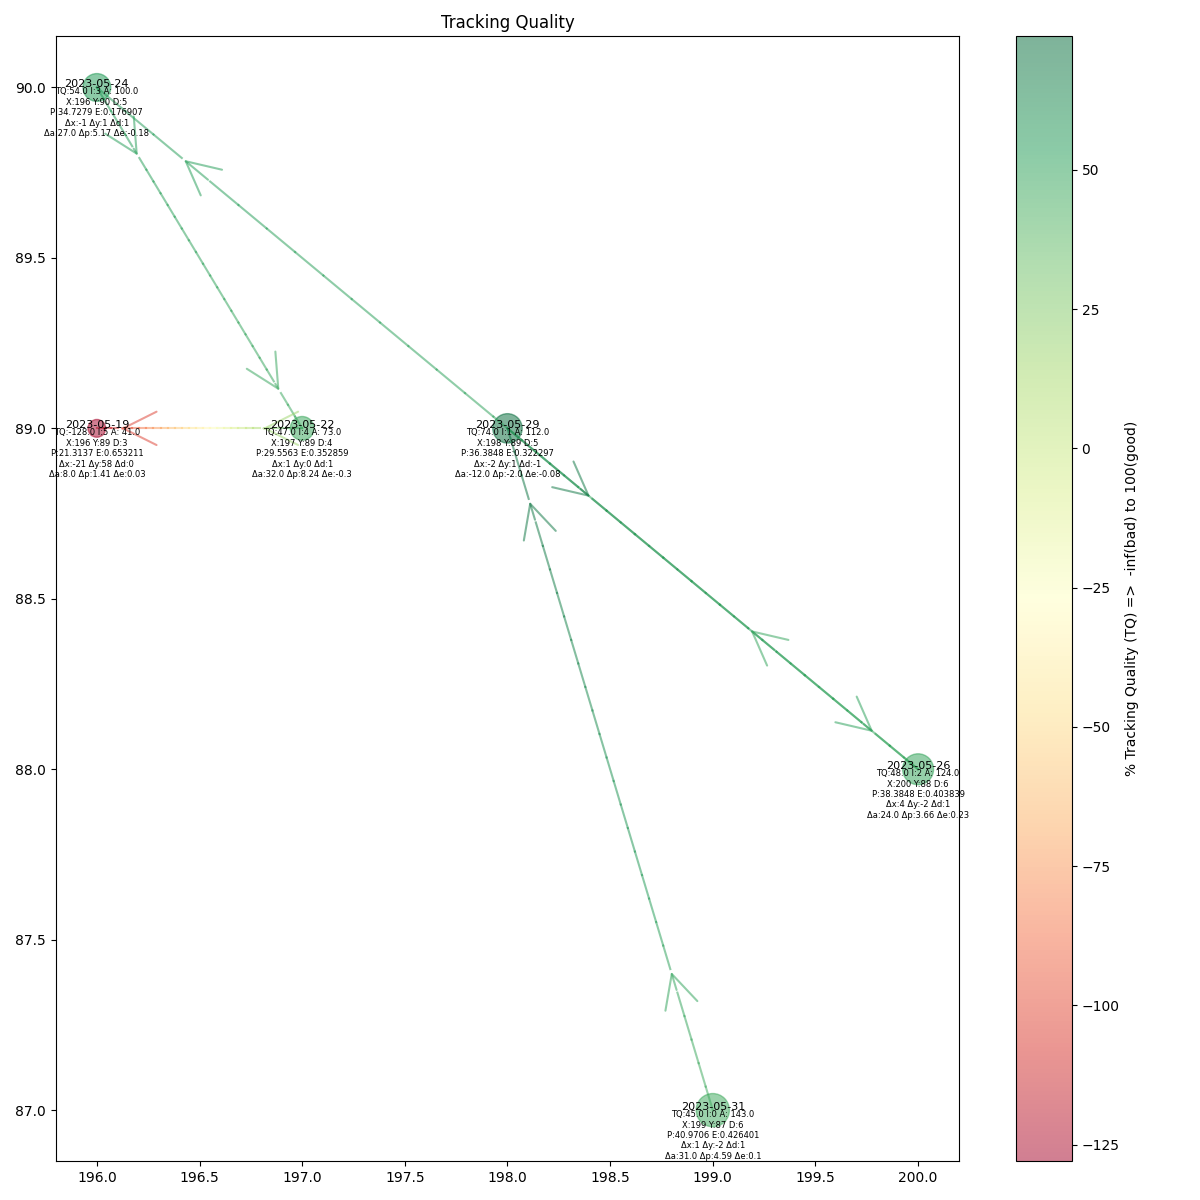 Tracking Quality
90.0
89.5
89.0
88.5
88.0
87.5
87.0
2023-05-24
TQ:54.0 I:3 A: 100.0
X:196 Y:90 D:5
P:34.7279 E:0.176907
Δx:-1 Δy:1 Δd:1
Δa:27.0 Δp:5.17 Δe:-0.18
2023-05-19
TQ:-128.0 I:5 A: 41.0
X:196 Y:89 D:3
P:21.3137 E:0.653211
Δx:-21 Δy:58 Δd:0
Δa:8.0 Δp:1.41 Δe:0.03
2023-05-22
TQ:47.0 I:4 A: 73.0
X:197 Y:89 D:4
P:29.5563 E:0.352859
Δx:1 Δy:0 Δd:1
Δa:32.0 Δp:8.24 Δe:-0.3
2023-05-29
TQ:74.0 I:1 A: 112.0
X:198 Y:89 D:5
P:36.3848 E:0.322297
Δx:-2 Δy:1 Δd:-1
Δa:-12.0 Δp:-2.0 Δe:-0.08
2023-05-26
TQ:48.0 I:2 A: 124.0
X:200 Y:88 D:6
P:38.3848 E:0.403839
Δx:4 Δy:-2 Δd:1
Δa:24.0 Δp:3.66 Δe:0.23
2023-05-31
TQ:45.0 I:0 A: 143.0
X:199 Y:87 D:6
P:40.9706 E:0.426401
Δx:1 Δy:-2 Δd:1
Δa:31.0 Δp:4.59 Δe:0.1
196.0
196.5
197.0
197.5
198.0
198.5
199.0
199.5
200.0
50
25
0
−25
−50
−75
−100
−125
% Tracking Quality (TQ) => -inf(bad) to 100(good)